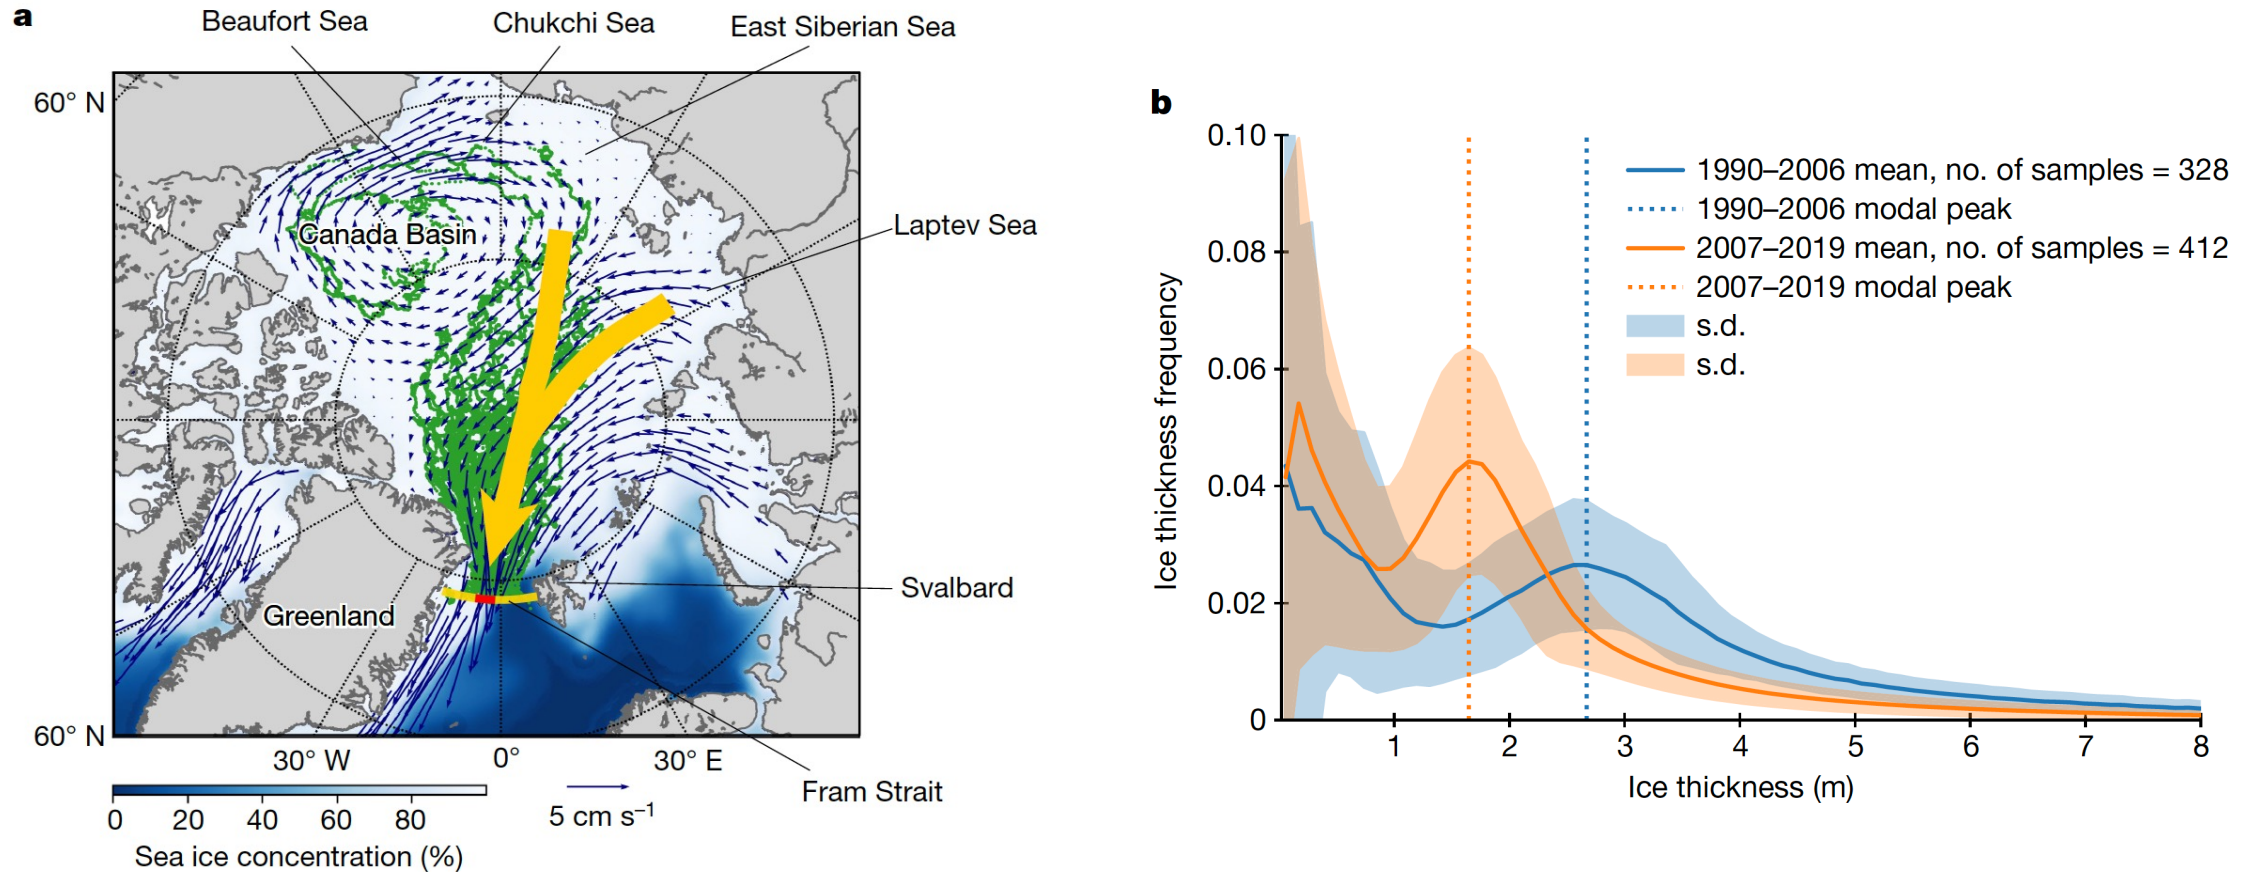 a
Beaufort Sea
Chukchi Sea
East Siberian Sea
60° N
Canada Basin
Laptev Sea
Svalbard
Greenland
60° N
30° W
0°
30° E
Fram Strait
0 20 40 60 80
Sea ice concentration (%)
5 cm s⁻¹
b
Ice thickness frequency
0.10
0.08
0.06
0.04
0.02
0
1990–2006 mean, no. of samples = 328
1990–2006 modal peak
2007–2019 mean, no. of samples = 412
2007–2019 modal peak
s.d.
s.d.
1 2 3 4 5 6 7 8
Ice thickness (m)